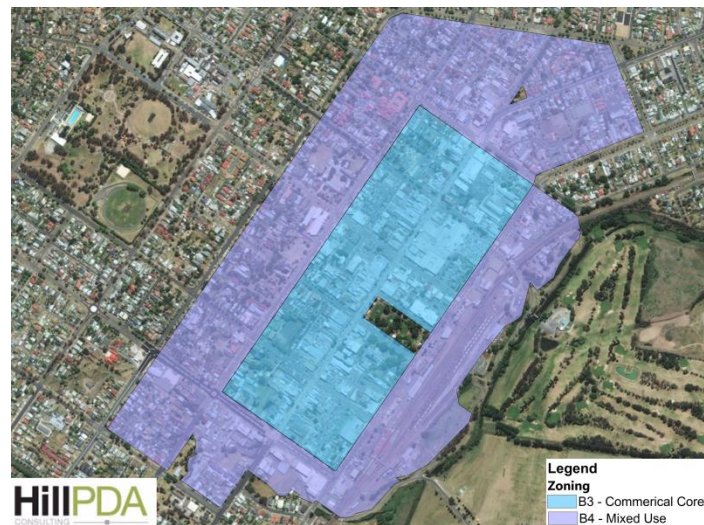 HillPDA
CONSULTING
Legend
Zoning
B3 - Commerical Core
B4 - Mixed Use